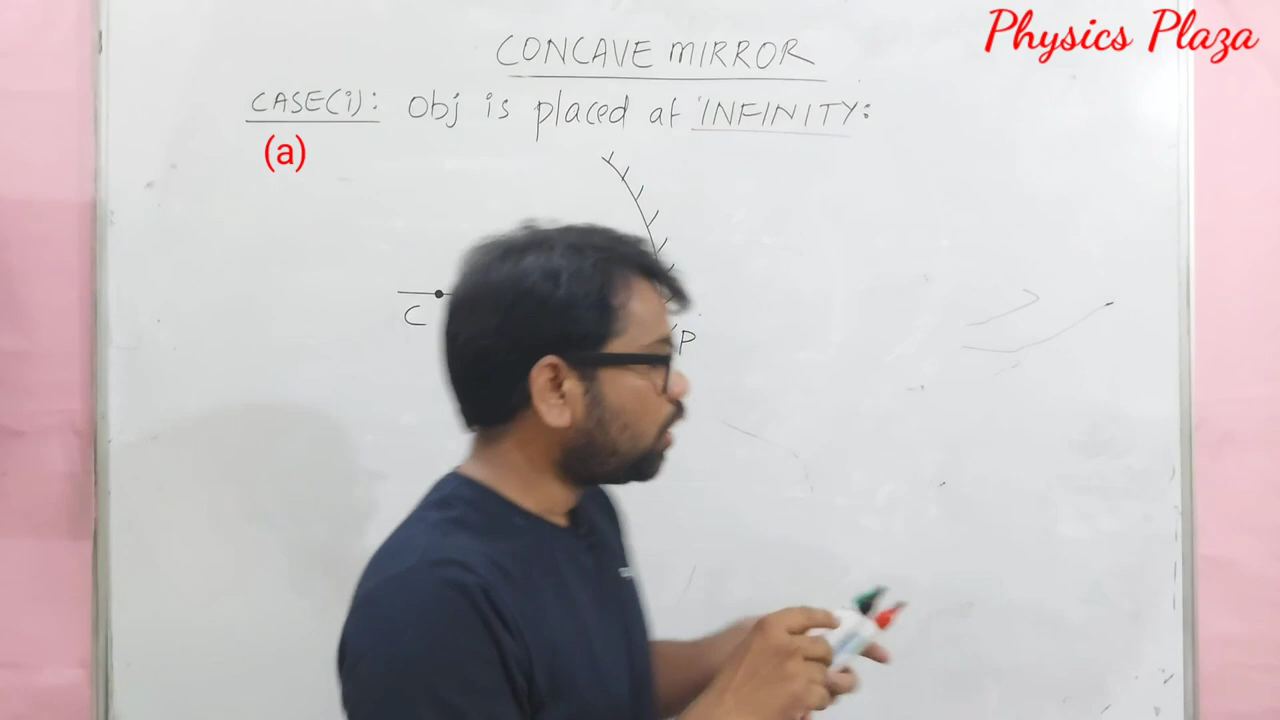 Physics Plaza
CONCAVE MIRROR
CASE(i): Obj is placed at 'INFINITY:
(a)
C
P